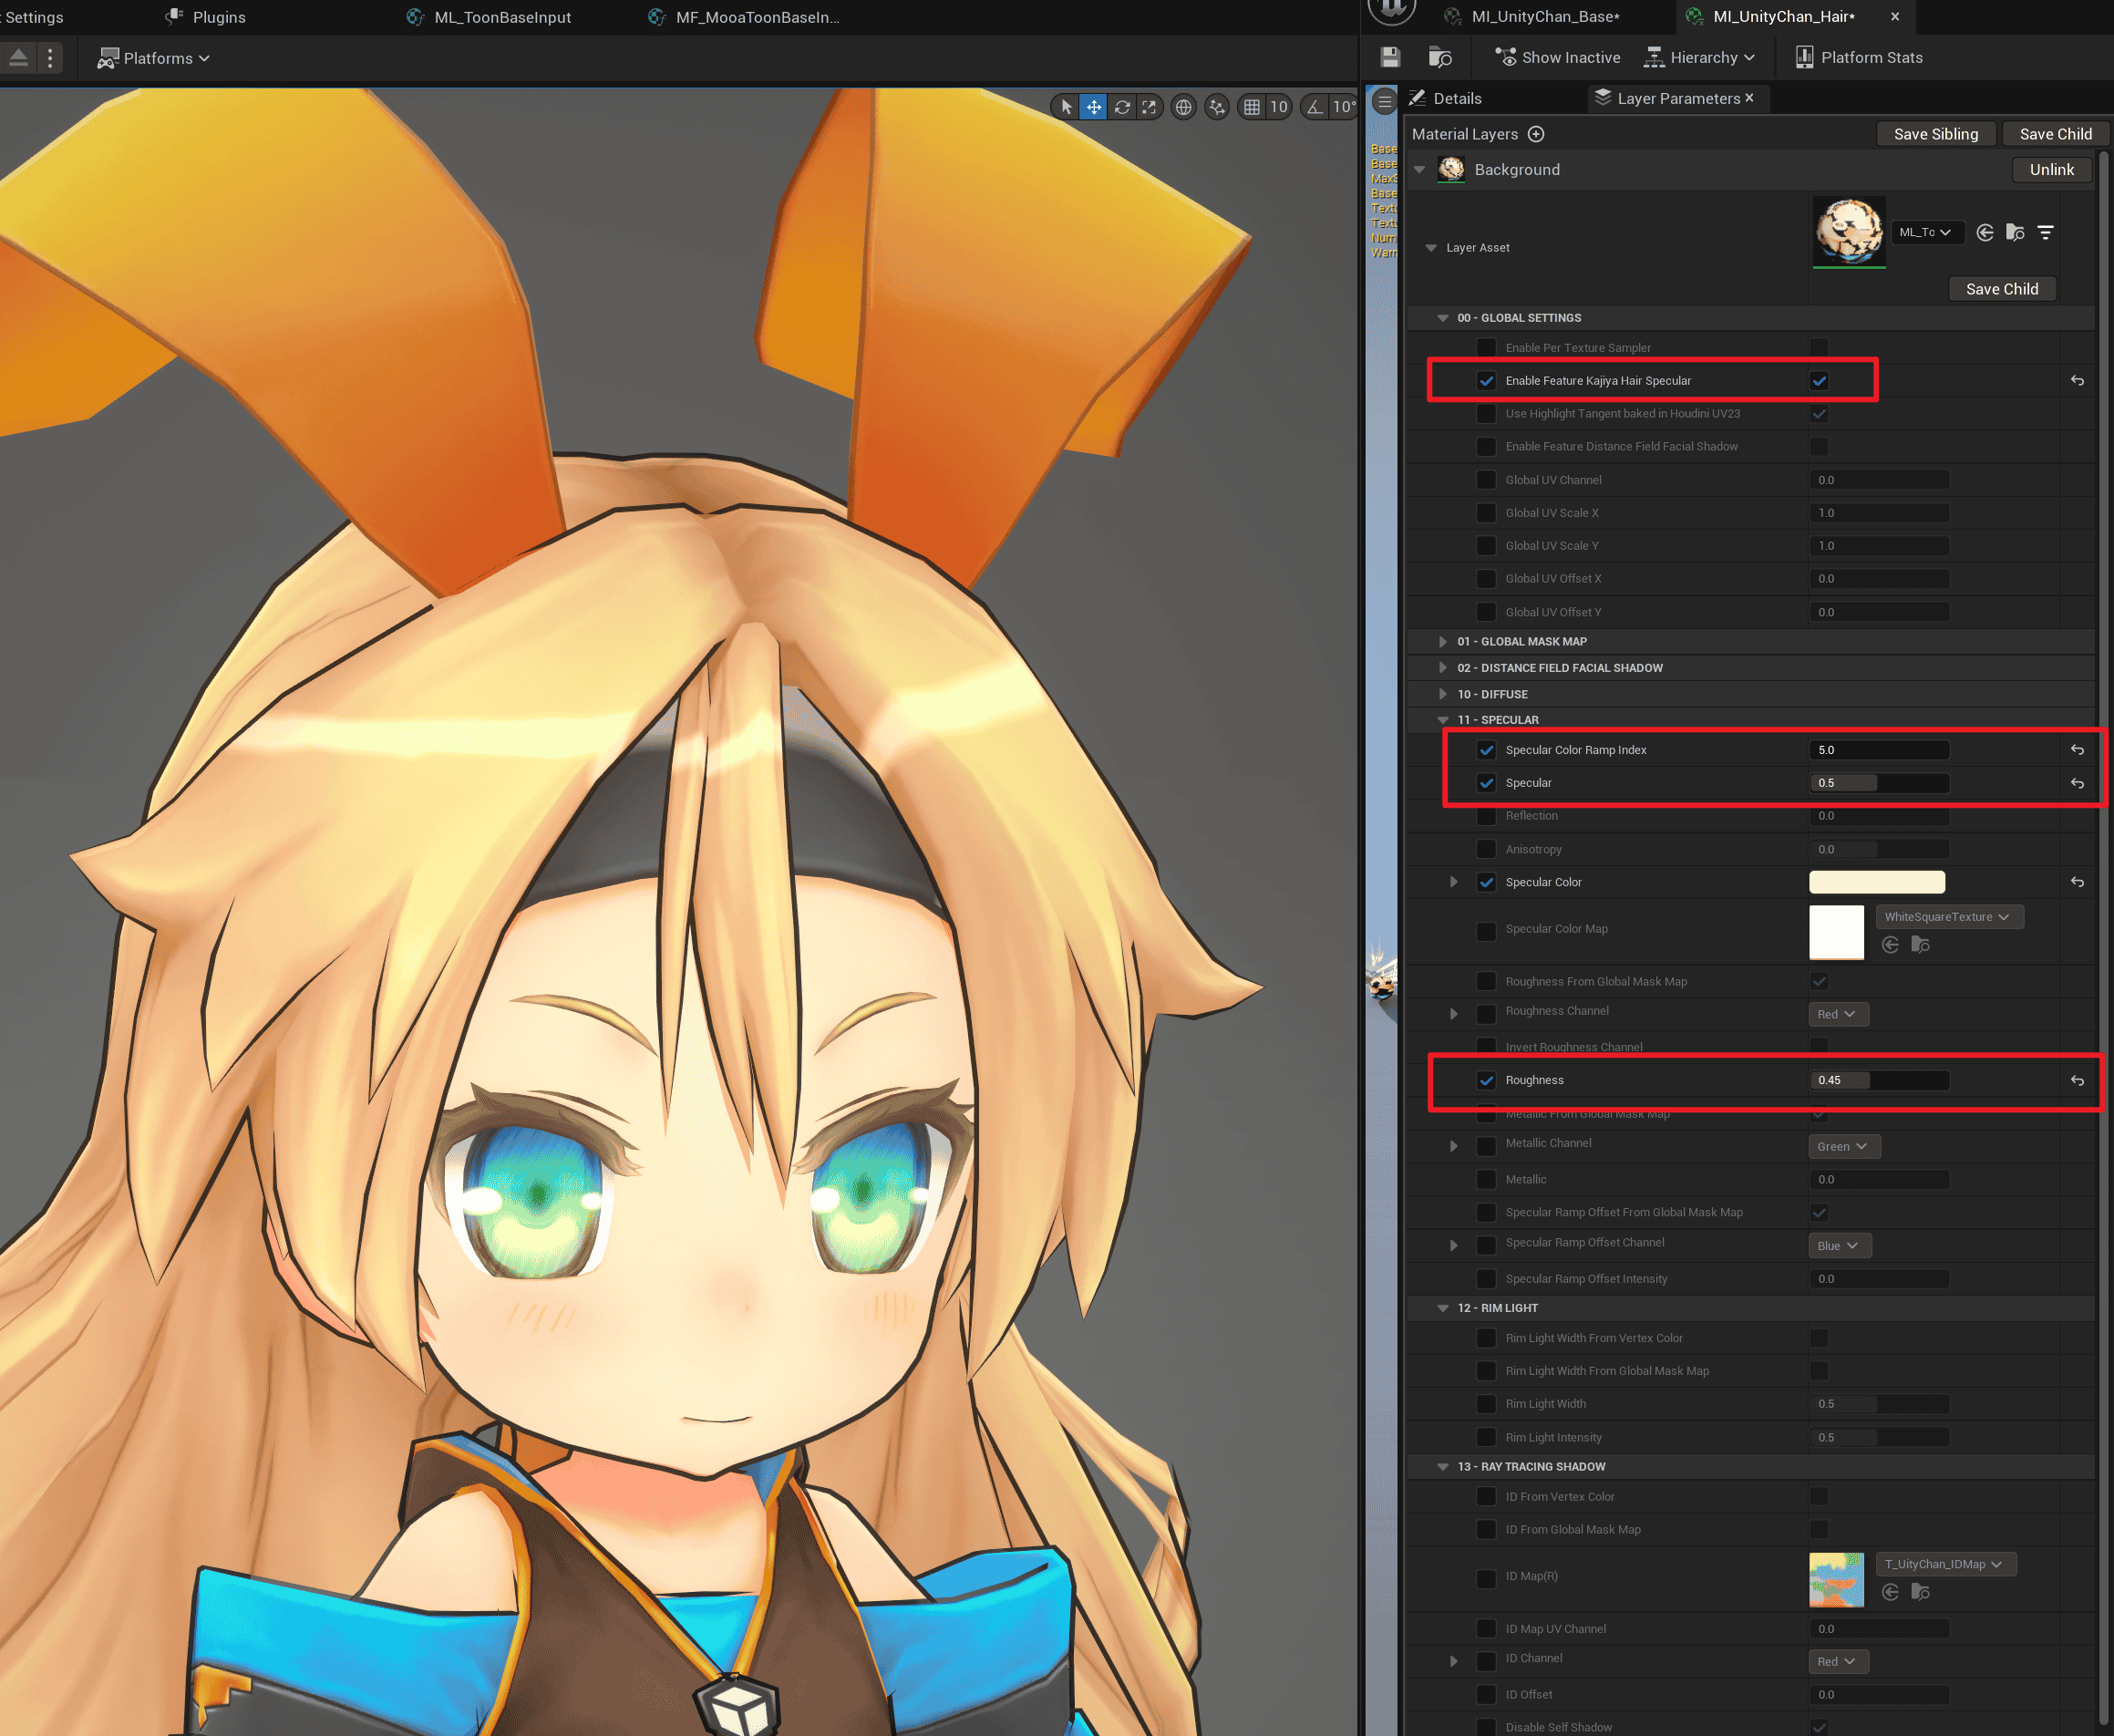 Settings
Plugins
ML_ToonBaseInput
MF_MooaToonBaseIn...
MI_UnityChan_Base*
MI_UnityChan_Hair*
Platforms
Show Inactive
Hierarchy
Platform Stats
10
10°
Details
Layer Parameters
Material Layers
Save Sibling
Save Child
Base
Base
MaxS
Base
Textu
Textu
Num
Warn
Background
Unlink
Layer Asset
ML_Tc
Save Child
00 - GLOBAL SETTINGS
Enable Per Texture Sampler
Enable Feature Kajiya Hair Specular
Use Highlight Tangent baked in Houdini UV23
Enable Feature Distance Field Facial Shadow
Global UV Channel 0.0
Global UV Scale X 1.0
Global UV Scale Y 1.0
Global UV Offset X 0.0
Global UV Offset Y 0.0
01 - GLOBAL MASK MAP
02 - DISTANCE FIELD FACIAL SHADOW
10 - DIFFUSE
11 - SPECULAR
Specular Color Ramp Index 5.0
Specular 0.5
Reflection 0.0
Anisotropy 0.0
Specular Color
Specular Color Map WhiteSquareTexture
Roughness From Global Mask Map
Roughness Channel Red
Invert Roughness Channel
Roughness 0.45
Metallic From Global Mask Map
Metallic Channel Green
Metallic 0.0
Specular Ramp Offset From Global Mask Map
Specular Ramp Offset Channel Blue
Specular Ramp Offset Intensity 0.0
12 - RIM LIGHT
Rim Light Width From Vertex Color
Rim Light Width From Global Mask Map
Rim Light Width 0.5
Rim Light Intensity 0.5
13 - RAY TRACING SHADOW
ID From Vertex Color
ID From Global Mask Map
ID Map(R) T_UityChan_IDMap
ID Map UV Channel 0.0
ID Channel Red
ID Offset 0.0
Disable Self Shadow